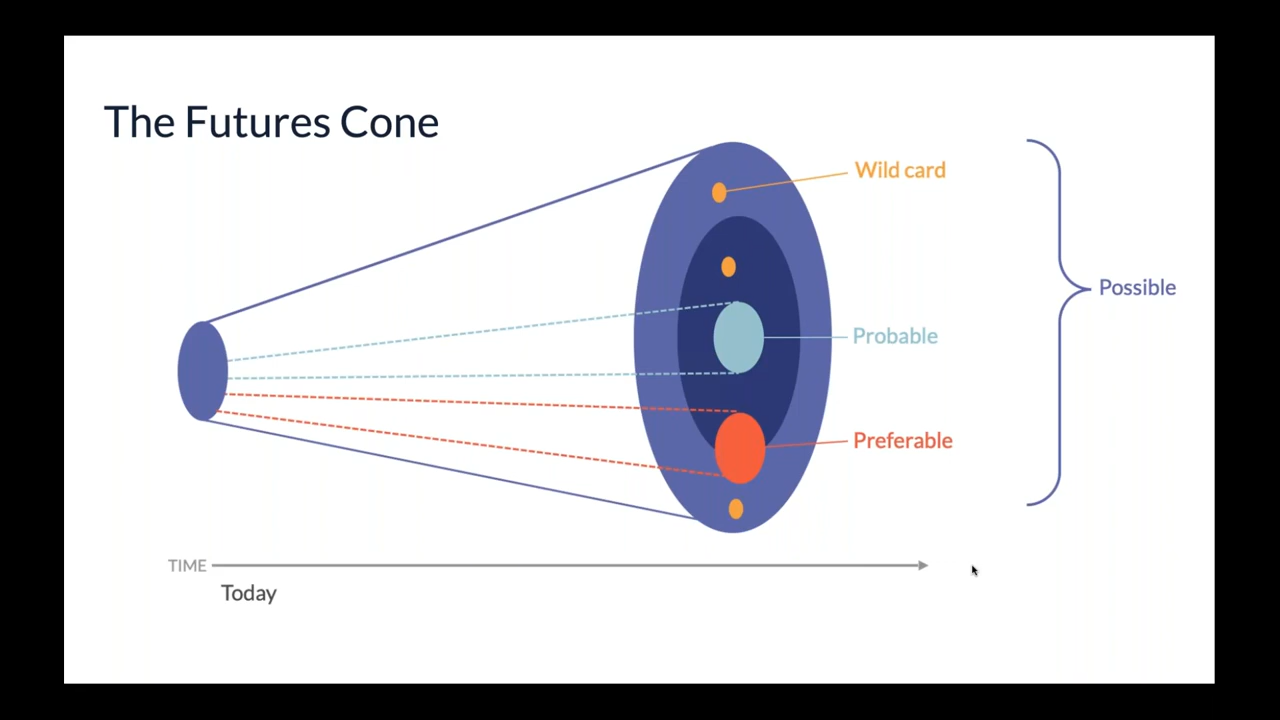 The Futures Cone
Wild card
Possible
Probable
Preferable
TIME
Today